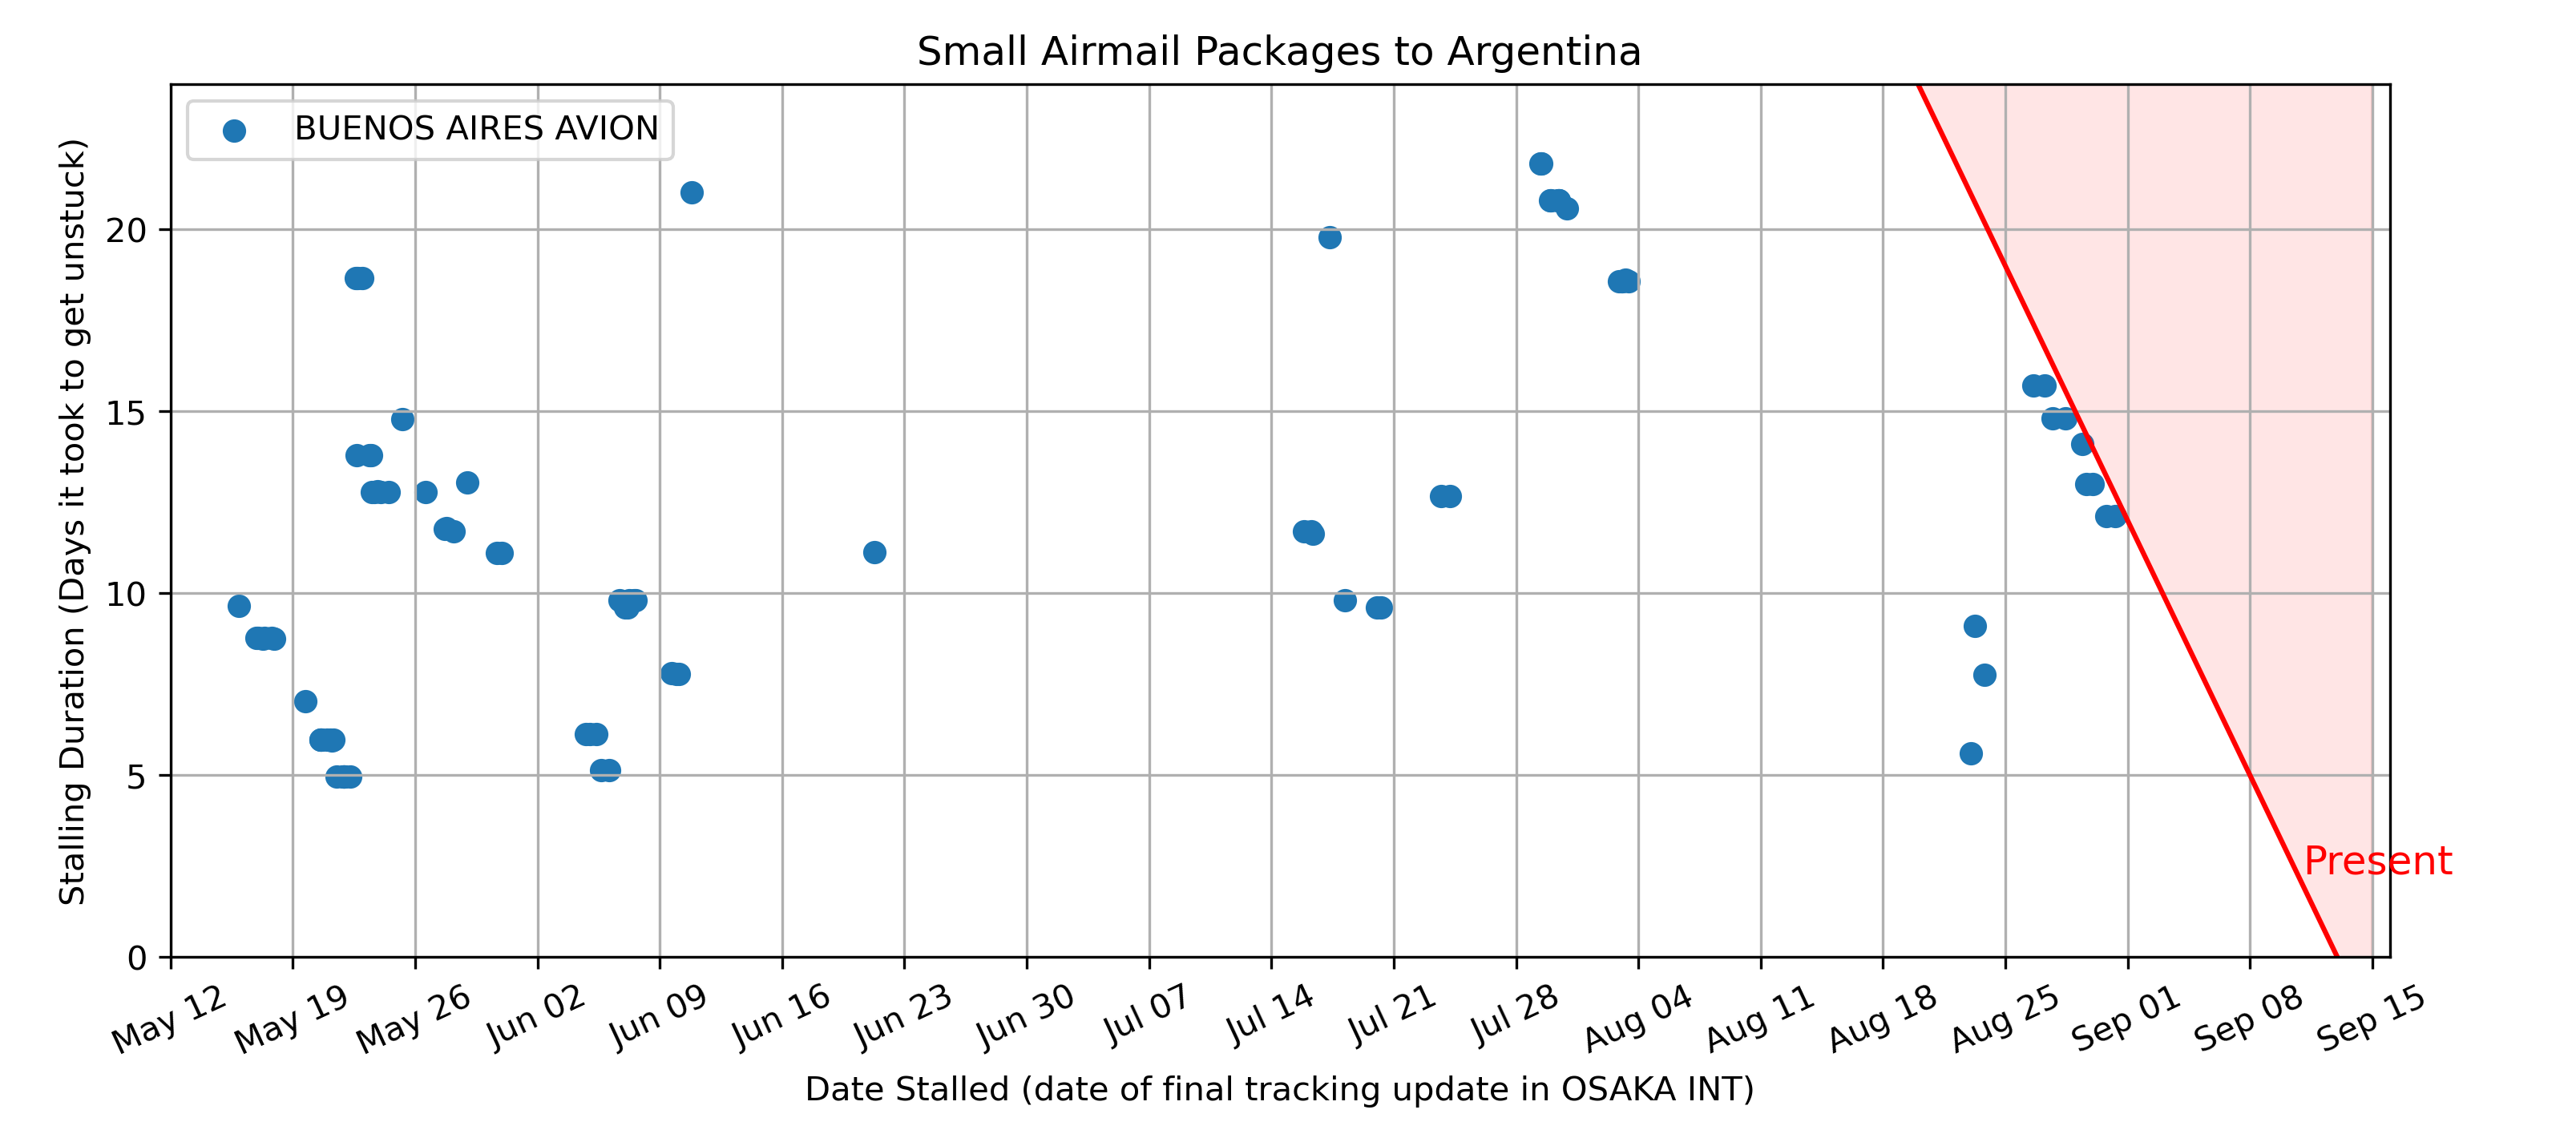 Small Airmail Packages to Argentina
BUENOS AIRES AVION
Stalling Duration (Days it took to get unstuck)
20
15
10
5
0
Present
May 12
May 19
May 26
Jun 02
Jun 09
Jun 16
Jun 23
Jun 30
Jul 07
Jul 14
Jul 21
Jul 28
Aug 04
Aug 11
Aug 18
Aug 25
Sep 01
Sep 08
Sep 15
Date Stalled (date of final tracking update in OSAKA INT)